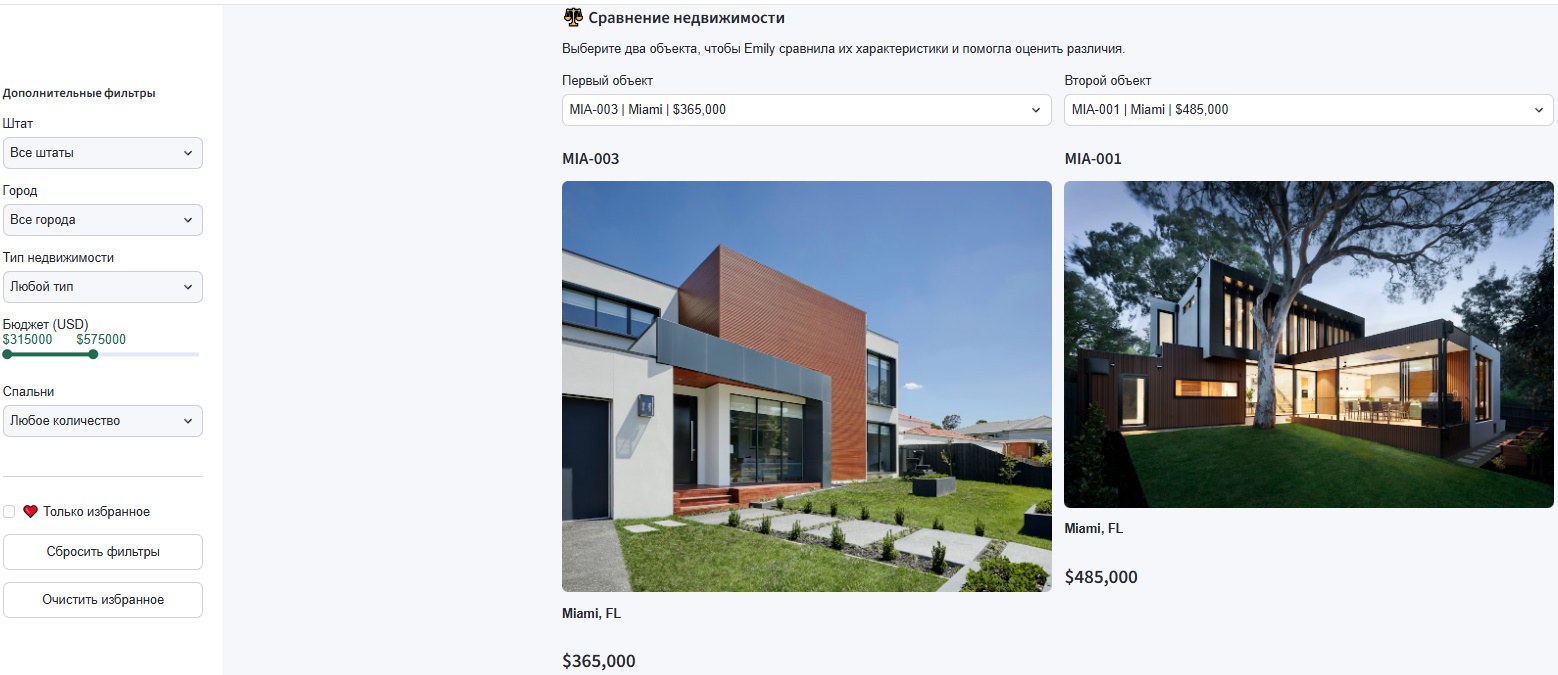 Дополнительные фильтры
Штат
Все штаты
Город
Все города
Тип недвижимости
Любой тип
Бюджет (USD)
$315000 $575000
Спальни
Любое количество
Только избранное
Сбросить фильтры
Очистить избранное
Сравнение недвижимости
Выберите два объекта, чтобы Emily сравнила их характеристики и помогла оценить различия.
Первый объект
MIA-003 | Miami | $365,000
MIA-003
Miami, FL
$365,000
Второй объект
MIA-001 | Miami | $485,000
MIA-001
Miami, FL
$485,000